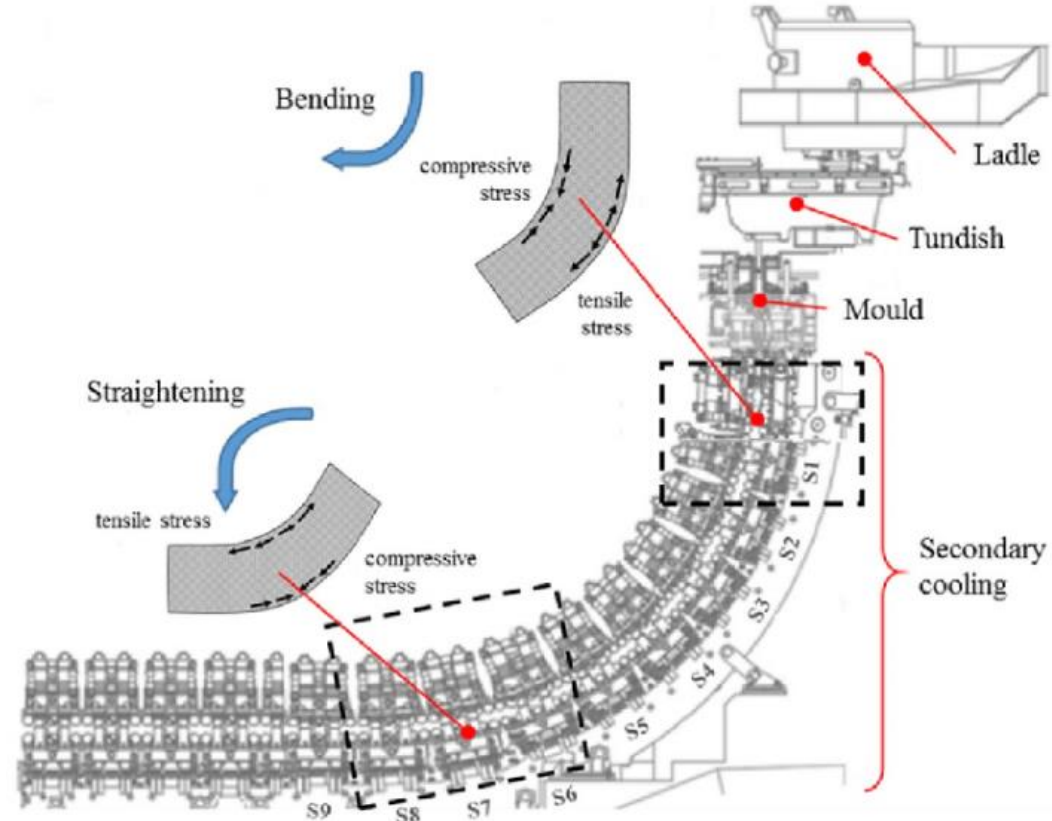 Bending
compressive
stress
Ladle
Tundish
tensile
stress
Mould
Straightening
tensile stress
compressive
stress
Secondary
cooling
S1
S2
S3
S4
S5
S6
S7
S8
S9